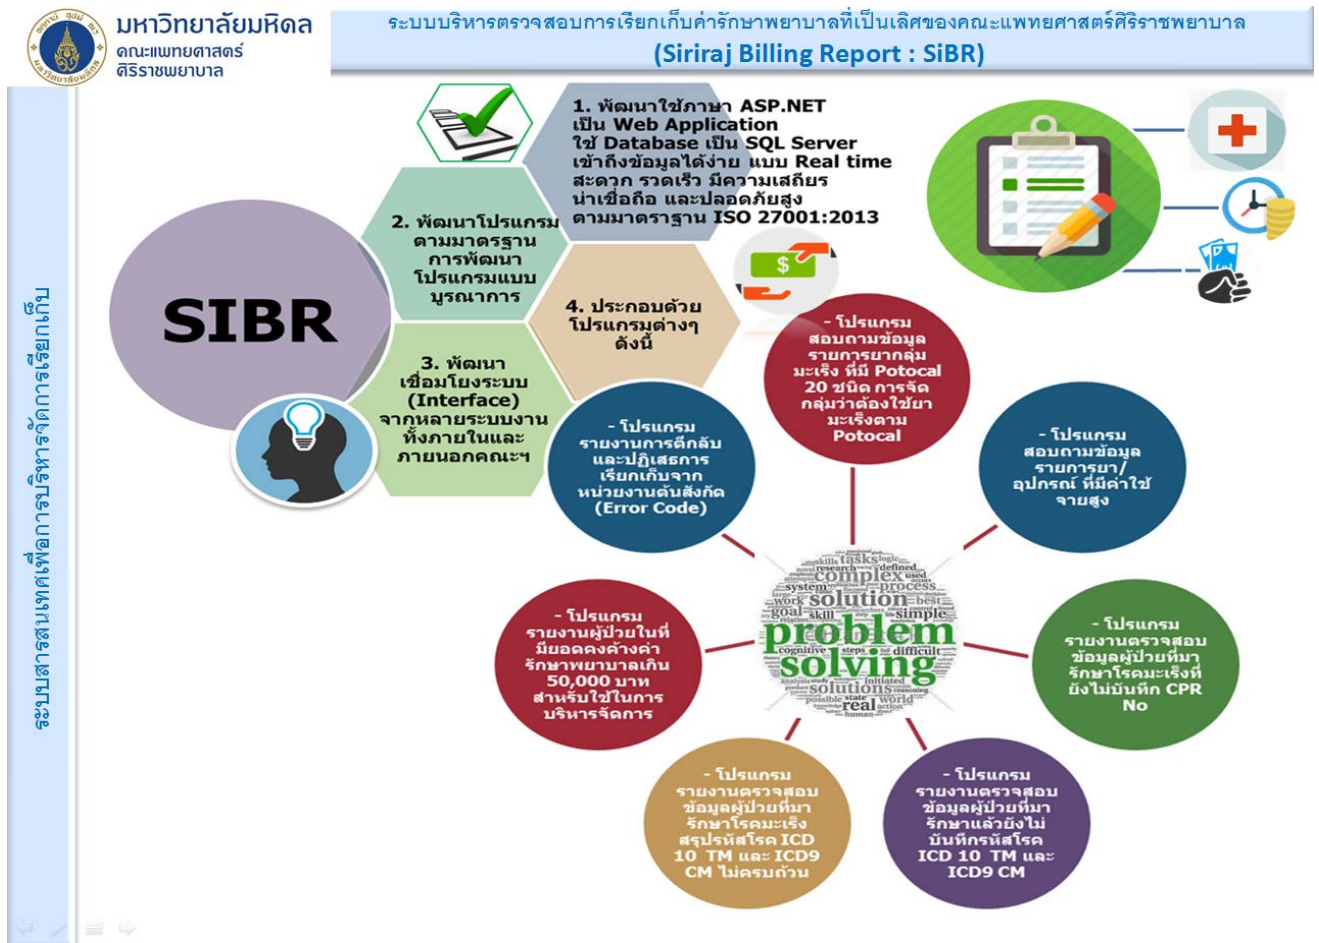 มหาวิทยาลัยมหิดล
คณะแพทยศาสตร์
ศิริราชพยาบาล
ระบบบริหารตรวจสอบการเรียกเก็บค่ารักษาพยาบาลที่เป็นเลิศของคณะแพทยศาสตร์ศิริราชพยาบาล
(Siriraj Billing Report : SiBR)
ระบบสารสนเทศเพื่อการบริหารจัดการเรียกเก็บ
SIBR
1. พัฒนาใช้ภาษา ASP.NET
เป็น Web Application
ใช้ Database เป็น SQL Server
เข้าถึงข้อมูลได้ง่าย แบบ Real time
สะดวก รวดเร็ว มีความเสถียร
น่าเชื่อถือ และปลอดภัยสูง
ตามมาตราฐาน ISO 27001:2013
2. พัฒนาโปรแกรม
ตามมาตรฐาน
การพัฒนา
โปรแกรมแบบ
บูรณาการ
3. พัฒนา
เชื่อมโยงระบบ
(Interface)
จากหลายระบบงาน
ทั้งภายในและ
ภายนอกคณะฯ
4. ประกอบด้วย
โปรแกรมต่างๆ
ดังนี้
$
- โปรแกรม
รายงานการตีกลับ
และปฏิเสธการ
เรียกเก็บจาก
หน่วยงานต้นสังกัด
(Error Code)
- โปรแกรม
สอบถามข้อมูล
รายการยากลุ่ม
มะเร็ง ที่มี Potocal
20 ชนิด การจัด
กลุ่มว่าต้องใช้ยา
มะเร็งตาม
Potocal
- โปรแกรม
สอบถามข้อมูล
รายการยา/
อุปกรณ์ ที่มีค่าใช้
จ่ายสูง
- โปรแกรม
รายงานตรวจสอบ
ข้อมูลผู้ป่วยที่มา
รักษาโรคมะเร็งที่
ยังไม่บันทึก CPR
No
- โปรแกรม
รายงานตรวจสอบ
ข้อมูลผู้ป่วยที่มา
รักษาแล้วยังไม่
บันทึกรหัสโรค
ICD 10 TM และ
ICD9 CM
- โปรแกรม
รายงานตรวจสอบ
ข้อมูลผู้ป่วยที่มา
รักษาโรคมะเร็ง
สรุปรหัสโรค ICD
10 TM และ ICD9
CM ไม่ครบถ้วน
- โปรแกรม
รายงานผู้ป่วยในที่
มียอดคงค้างค่า
รักษาพยาบาลเกิน
50,000 บาท
สำหรับใช้ในการ
บริหารจัดการ
skills tasks logic
research defined
complex used
system process
work solution best
goal skill simple
problem
cognitive steps difficult
solving
initiated
solutions reasoning
possible state world
real action
human